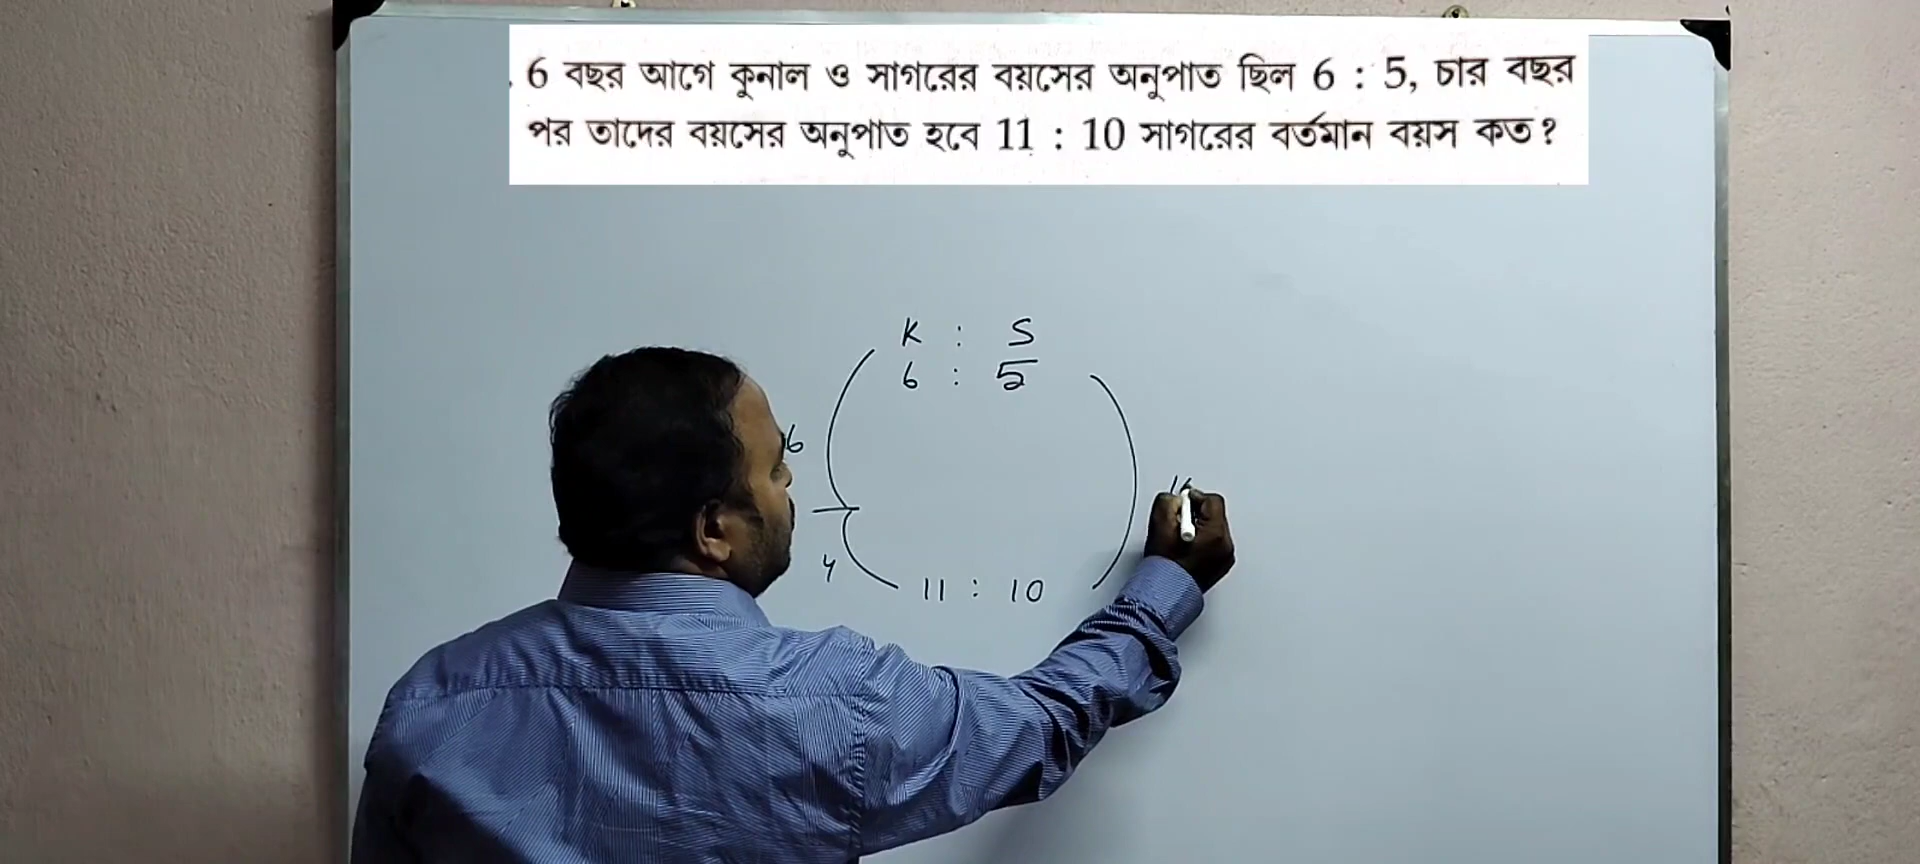 6 বছর আগে কুনাল ও সাগরের বয়সের অনুপাত ছিল 6 : 5, চার বছর
পর তাদের বয়সের অনুপাত হবে 11 : 10 সাগরের বর্তমান বয়স কত?
K : S
6 : 5
6
4
11 : 10